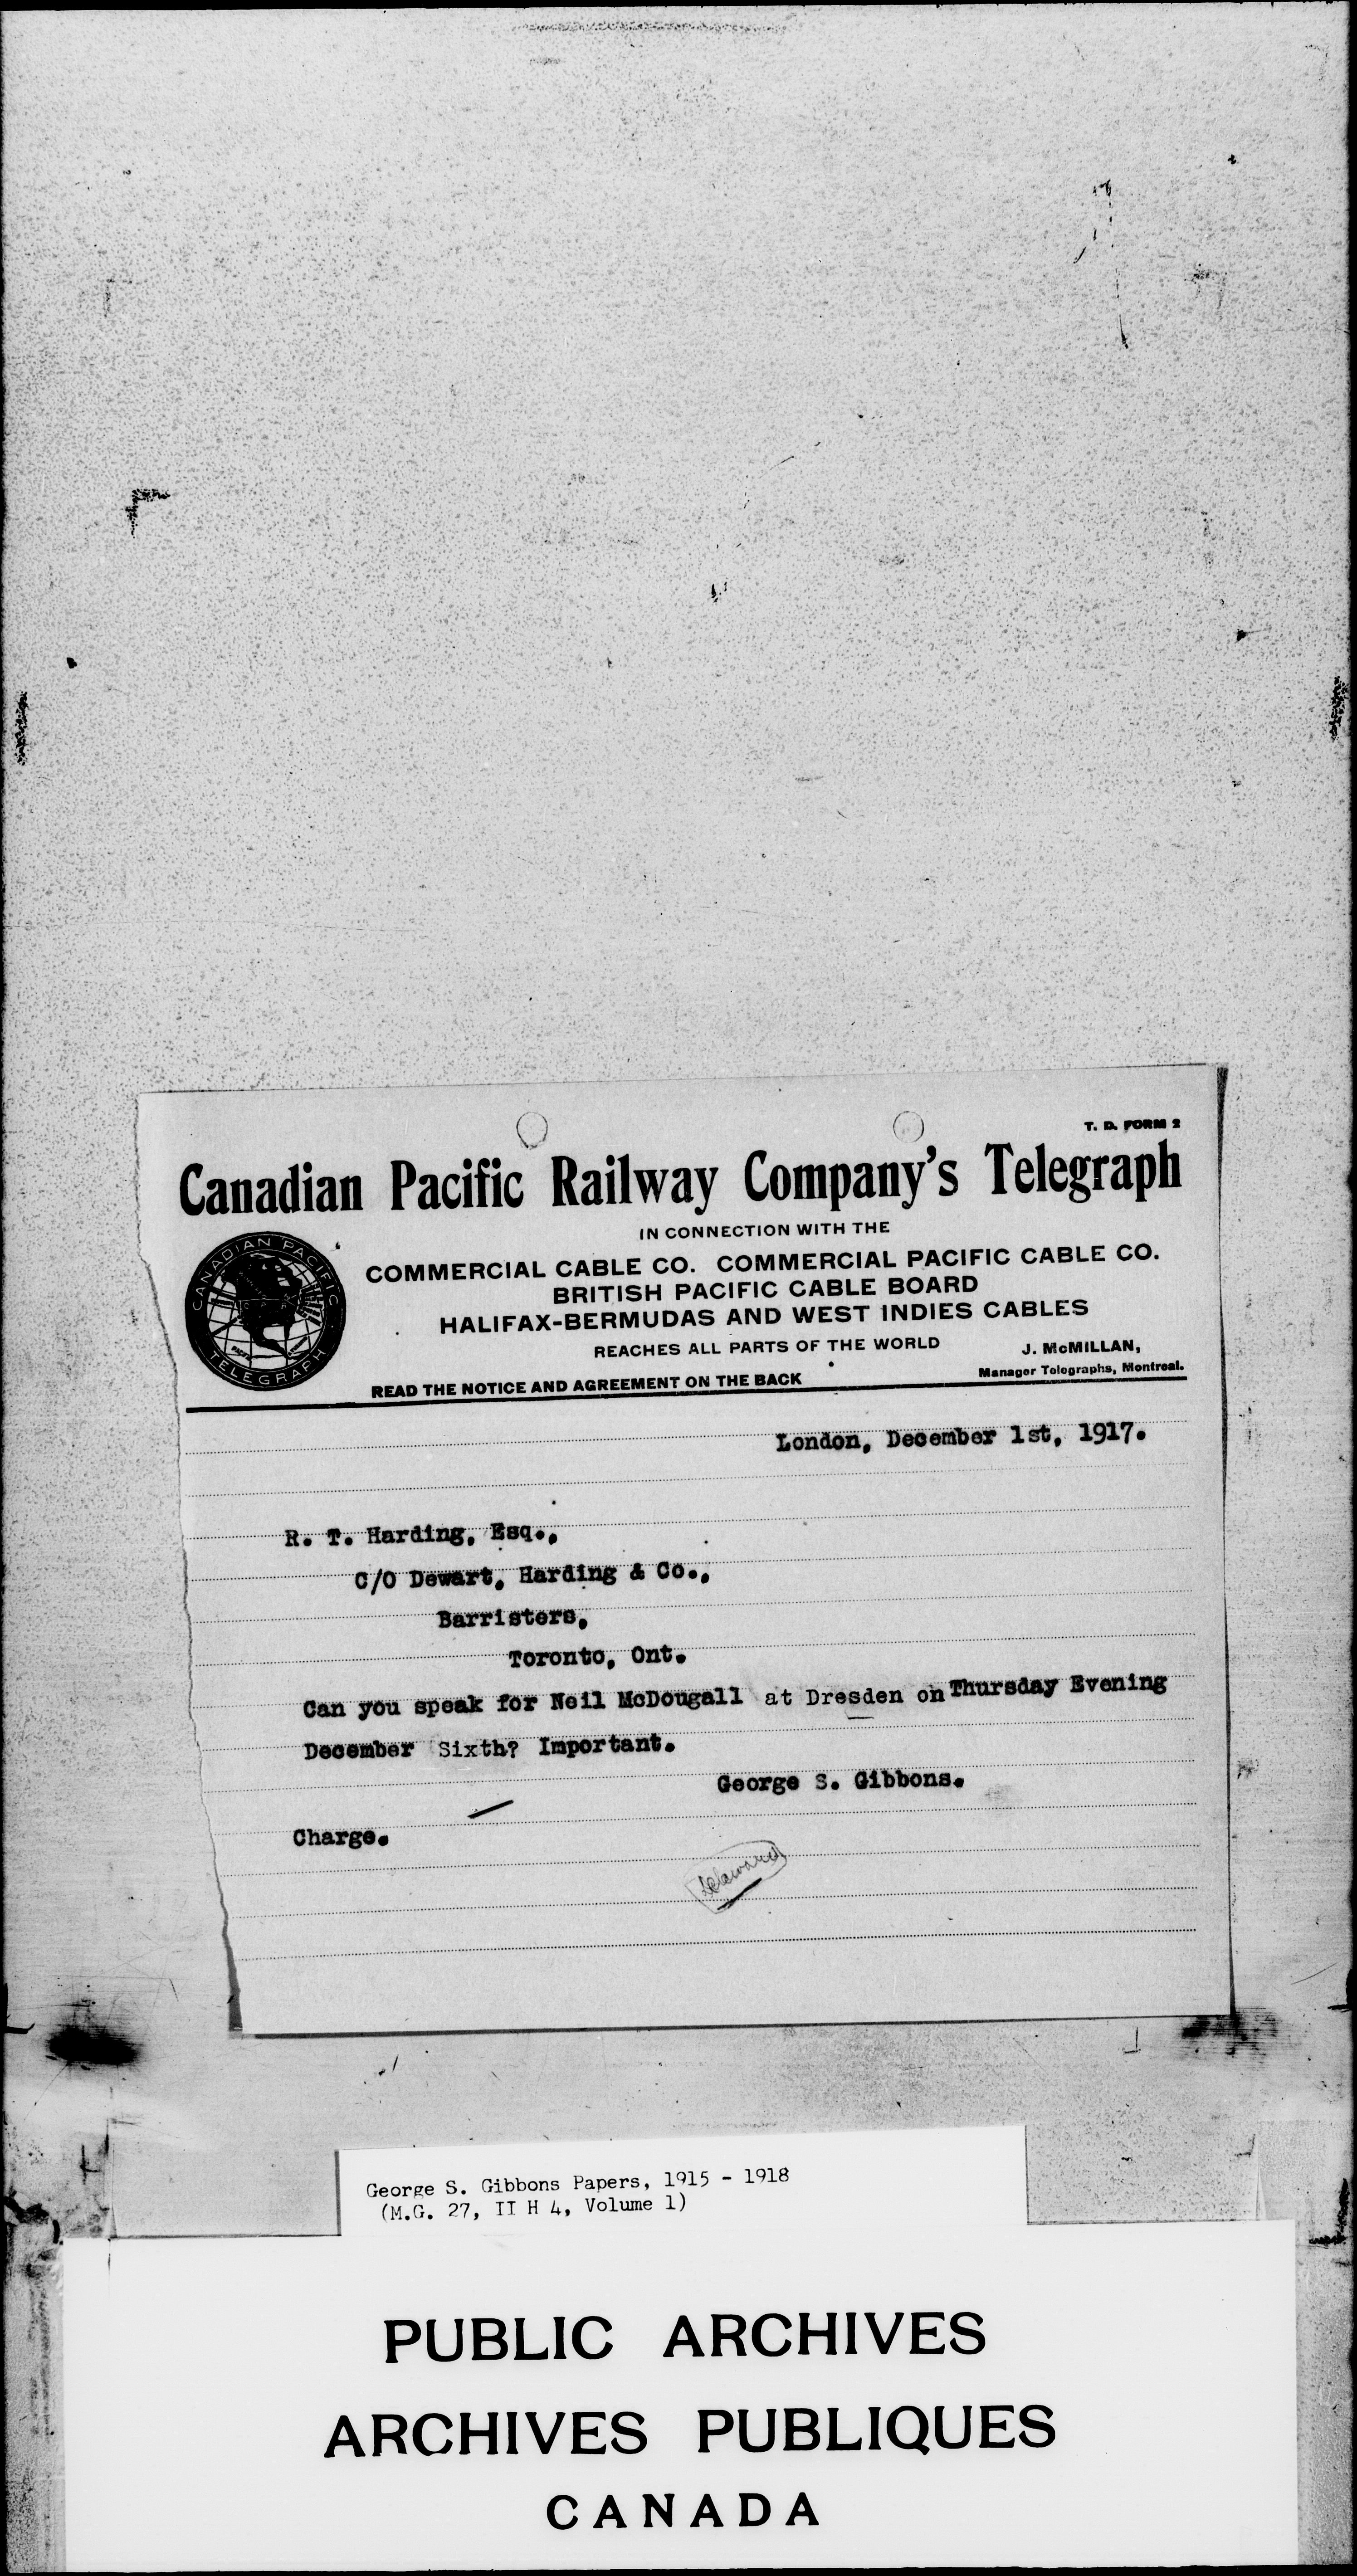 T. D. FORM 2
Canadian Pacific Railway Company's Telegraph
IN CONNECTION WITH THE
COMMERCIAL CABLE CO. COMMERCIAL PACIFIC CABLE CO.
BRITISH PACIFIC CABLE BOARD
HALIFAX-BERMUDAS AND WEST INDIES CABLES
REACHES ALL PARTS OF THE WORLD
J. McMILLAN,
Manager Telegraphs, Montreal.
READ THE NOTICE AND AGREEMENT ON THE BACK
CANADIAN PACIFIC
TELEGRAPH
London, December 1st, 1917.
R. T. Harding, Esq.,
C/O Dewart, Harding & Co.,
Barristers,
Toronto, Ont.
Can you speak for Neil McDougall at Dresden on Thursday Evening
December Sixth? Important.
George S. Gibbons.
Charge.
George S. Gibbons Papers, 1915 - 1918
(M.G. 27, II H 4, Volume 1)
PUBLIC ARCHIVES
ARCHIVES PUBLIQUES
CANADA